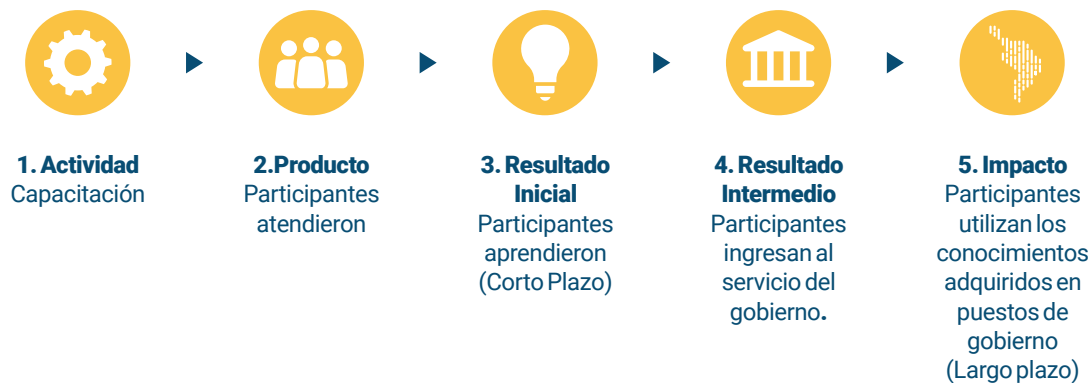 1. Actividad
Capacitación
2.Producto
Participantes
atendieron
3. Resultado
Inicial
Participantes
aprendieron
(Corto Plazo)
4. Resultado
Intermedio
Participantes
ingresan al
servicio del
gobierno.
5. Impacto
Participantes
utilizan los
conocimientos
adquiridos en
puestos de
gobierno
(Largo plazo)